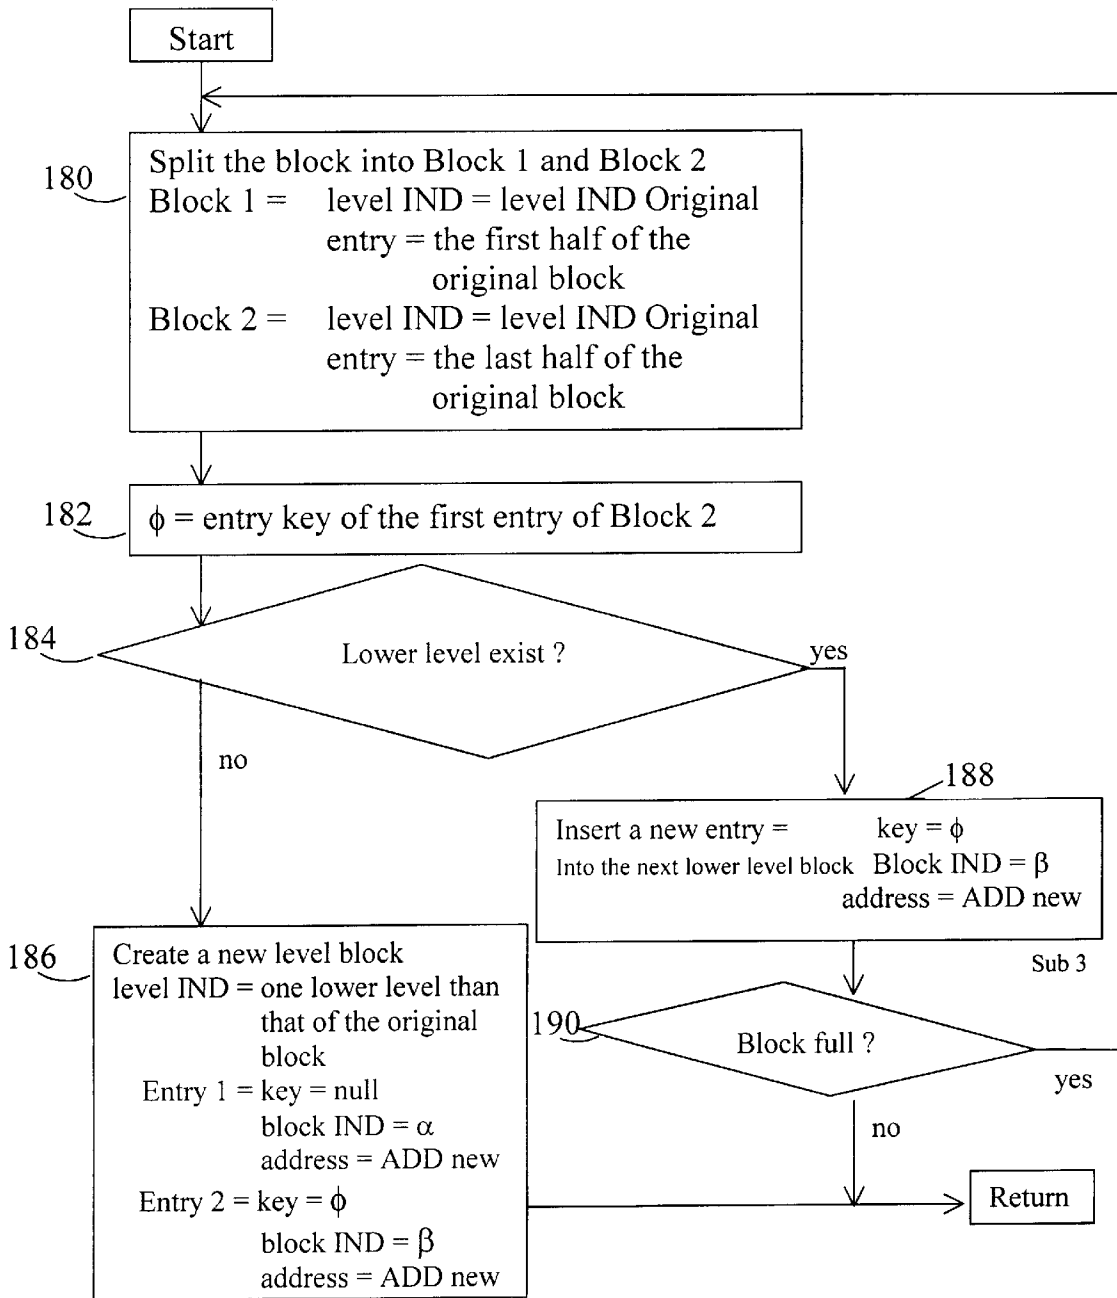 Start
180
Split the block into Block 1 and Block 2
Block 1 = level IND = level IND Original
entry = the first half of the
original block
Block 2 = level IND = level IND Original
entry = the last half of the
original block
182
ϕ = entry key of the first entry of Block 2
184
Lower level exist ?
yes
no
188
Insert a new entry = key = ϕ
Into the next lower level block Block IND = β
address = ADD new
Sub 3
186
Create a new level block
level IND = one lower level than
that of the original
block
Entry 1 = key = null
block IND = α
address = ADD new
Entry 2 = key = ϕ
block IND = β
address = ADD new
190
Block full ?
yes
no
Return